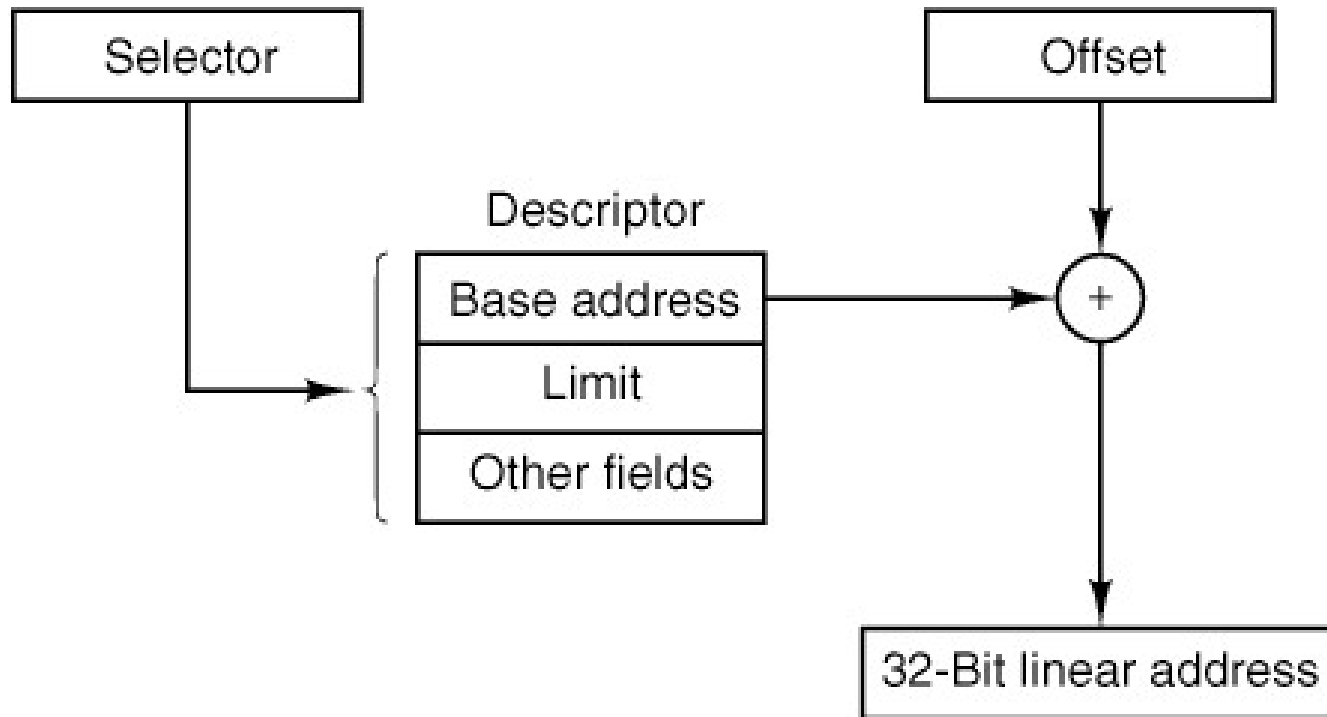 Selector
Offset
Descriptor
Base address
+
Limit
Other fields
32-Bit linear address